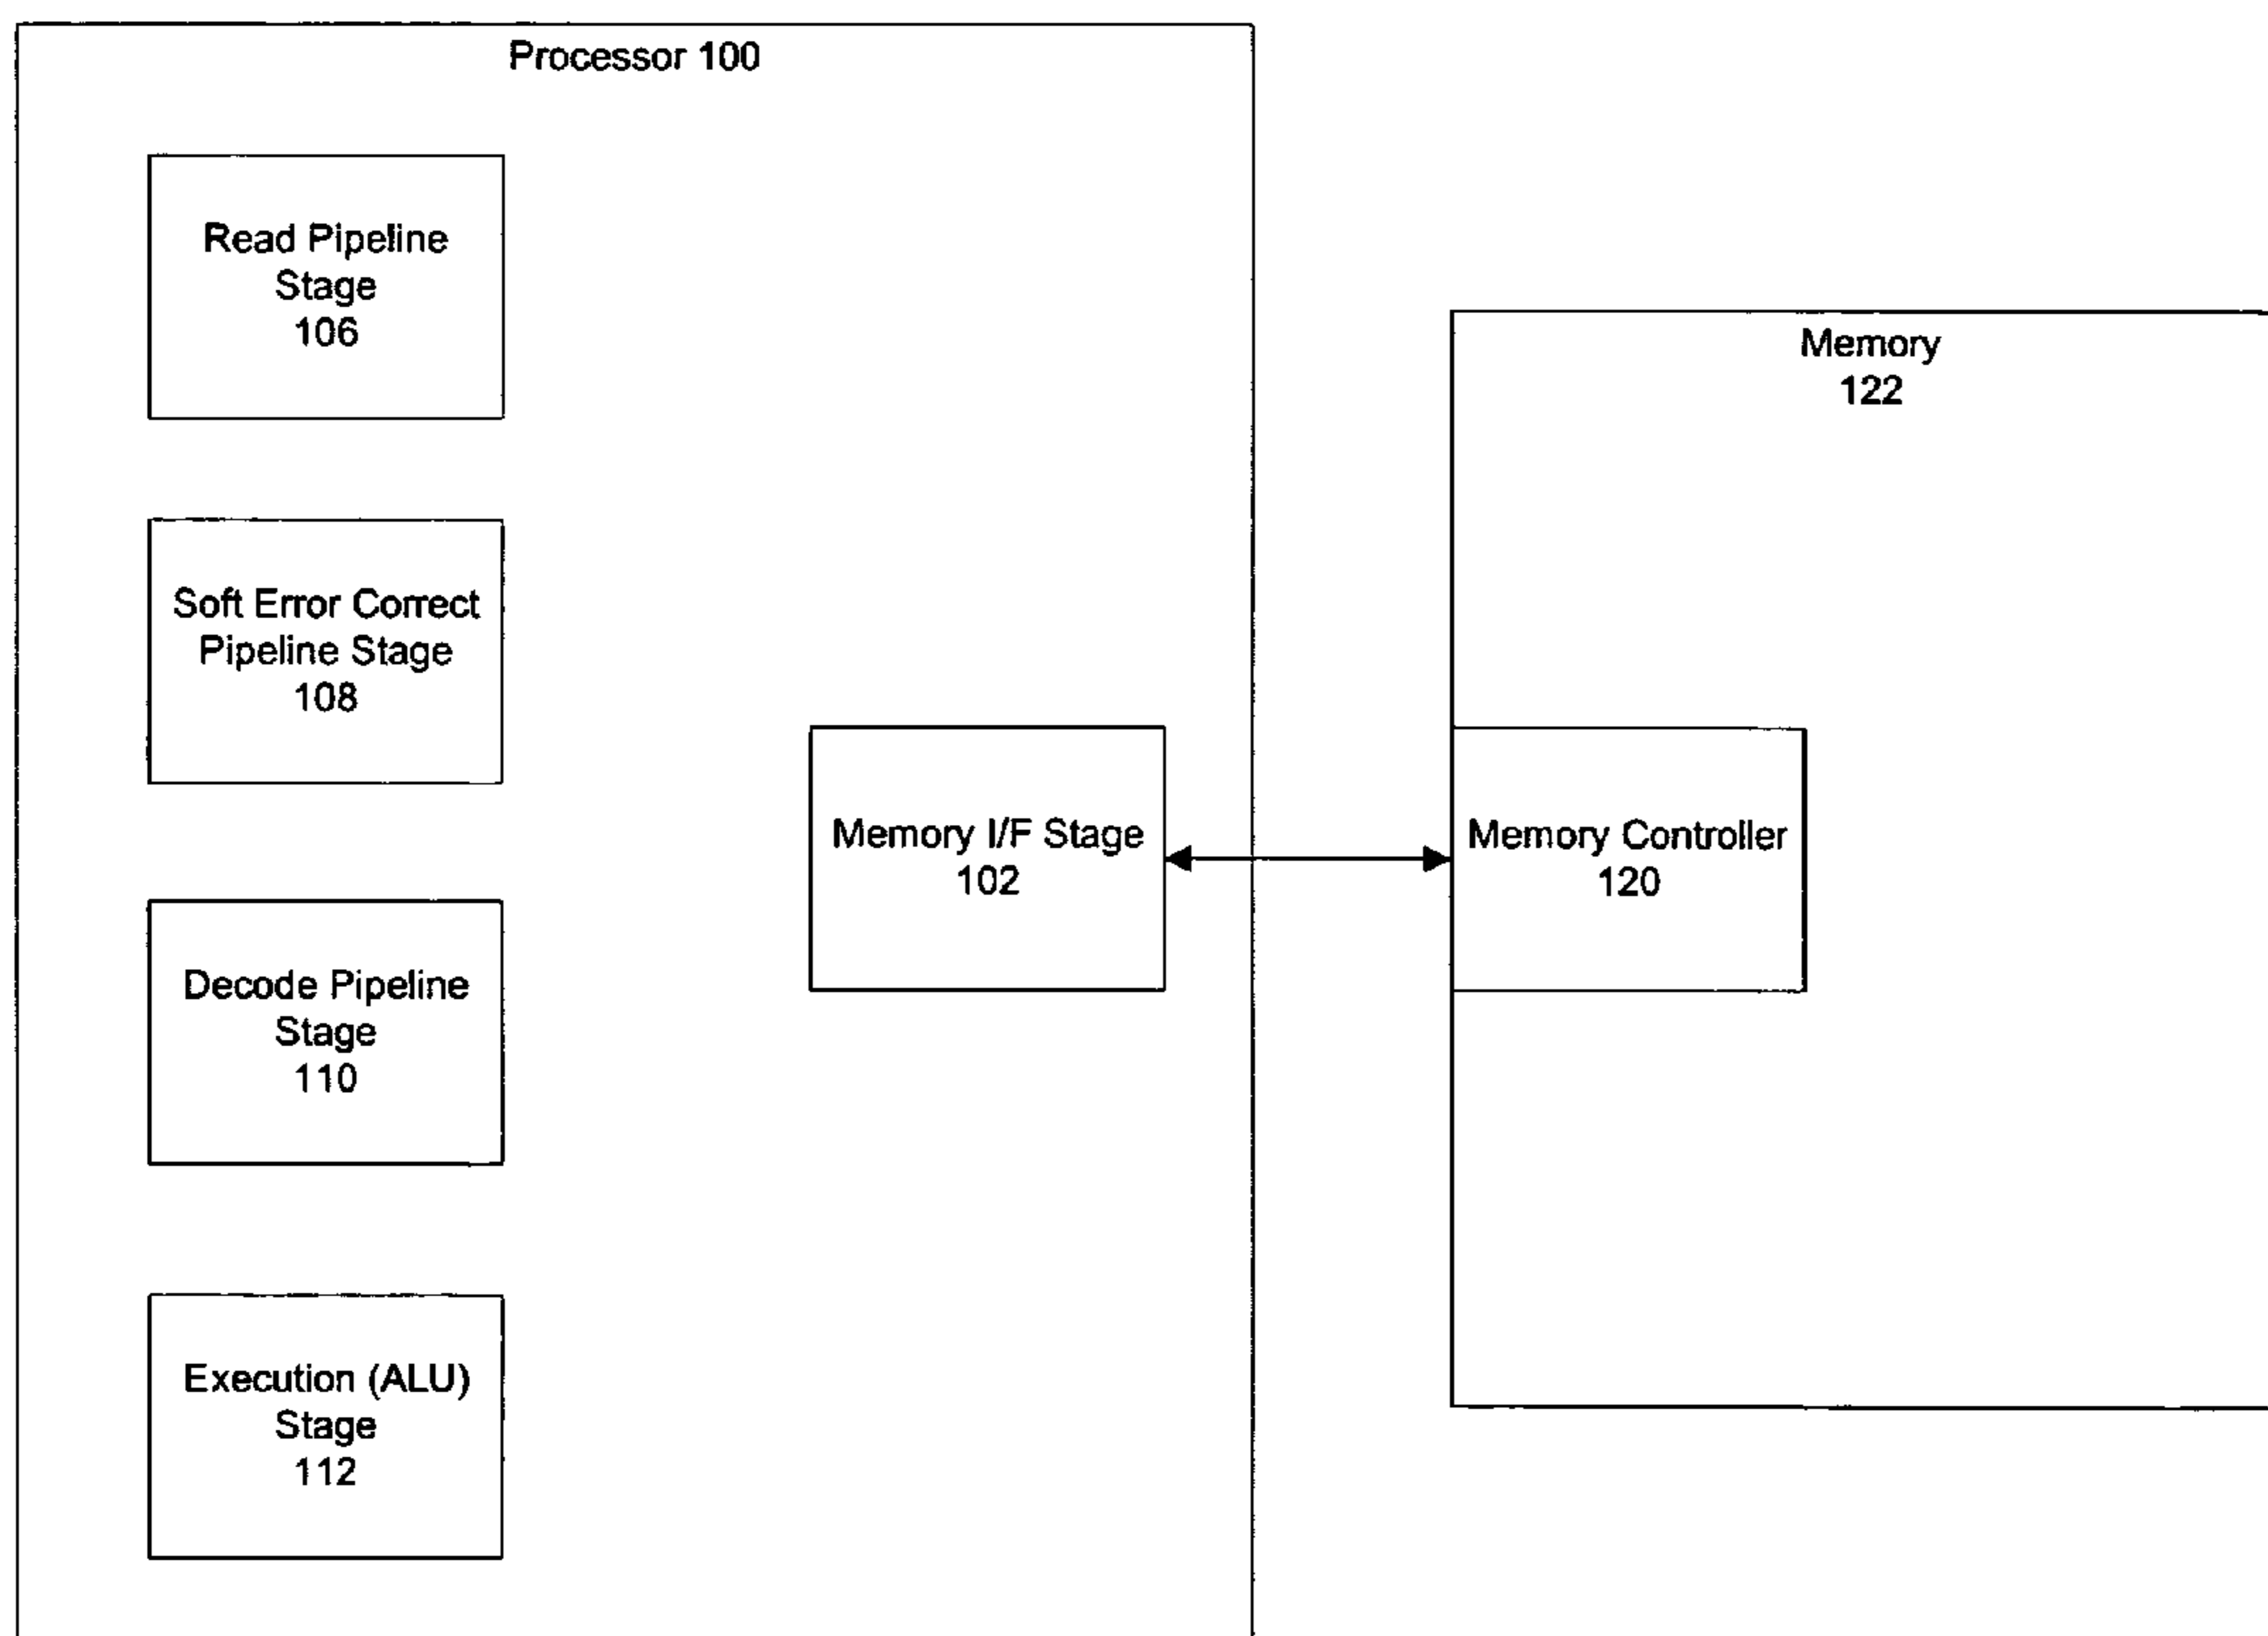 Processor 100
Read Pipeline
Stage
106
Soft Error Correct
Pipeline Stage
108
Decode Pipeline
Stage
110
Execution (ALU)
Stage
112
Memory I/F Stage
102
Memory
122
Memory Controller
120